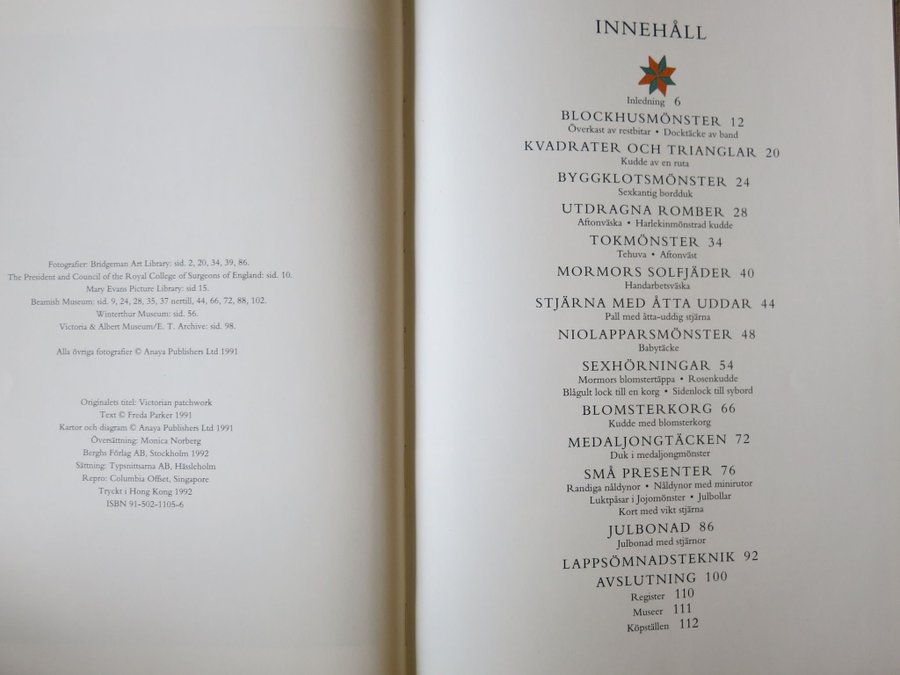 Fotografier: Bridgeman Art Library: sid. 2, 20, 34, 39, 86.
The President and Council of the Royal College of Surgeons of England: sid. 10.
Mary Evans Picture Library: sid 15.
Beamish Museum: sid. 9, 24, 28, 35, 37 nertill, 44, 66, 72, 88, 102.
Winterthur Museum: sid. 56.
Victoria & Albert Museum/E. T. Archive: sid. 98.
Alla övriga fotografier © Anaya Publishers Ltd 1991
Originalets titel: Victorian patchwork
Text © Freda Parker 1991
Kartor och diagram © Anaya Publishers Ltd 1991
Översättning: Monica Norberg
Berghs Förlag AB, Stockholm 1992
Sättning: Typsnittsarna AB, Hässleholm
Repro: Columbia Offset, Singapore
Tryckt i Hong Kong 1992
ISBN 91-502-1105-6
INNEHÅLL
Inledning 6
BLOCKHUSMÖNSTER 12
Överkast av restbitar • Docktäcke av band
KVADRATER OCH TRIANGLAR 20
Kudde av en ruta
BYGGKLOTSMÖNSTER 24
Sexkantig bordduk
UTDRAGNA ROMBER 28
Aftonväska • Harlekinmönstrad kudde
TOKMÖNSTER 34
Tehuva • Aftonväst
MORMORS SOLFJÄDER 40
Handarbetsväska
STJÄRNA MED ÅTTA UDDAR 44
Pall med åtta-uddig stjärna
NIOLAPPARSMÖNSTER 48
Babytäcke
SEXHÖRNINGAR 54
Mormors blomstertäppa • Rosenkudde
Blågult lock till en korg • Sidenlock till sybord
BLOMSTERKORG 66
Kudde med blomsterkorg
MEDALJONGTÄCKEN 72
Duk i medaljongmönster
SMÅ PRESENTER 76
Randiga nåldynor • Nåldynor med minirutor
Luktpåsar i Jojomönster • Julbollar
Kort med vikt stjärna
JULBONAD 86
Julbonad med stjärnor
LAPPSÖMNADSTEKNIK 92
AVSLUTNING 100
Register 110
Museer 111
Köpställen 112